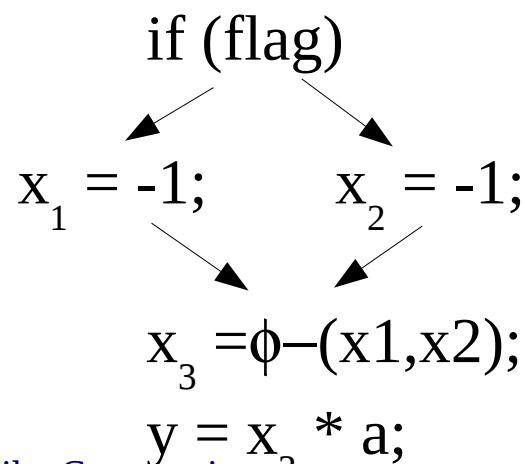 if (flag)
x₁ = -1; x₂ = -1;
x₃ =ϕ–(x1,x2);
y = x₃ * a;